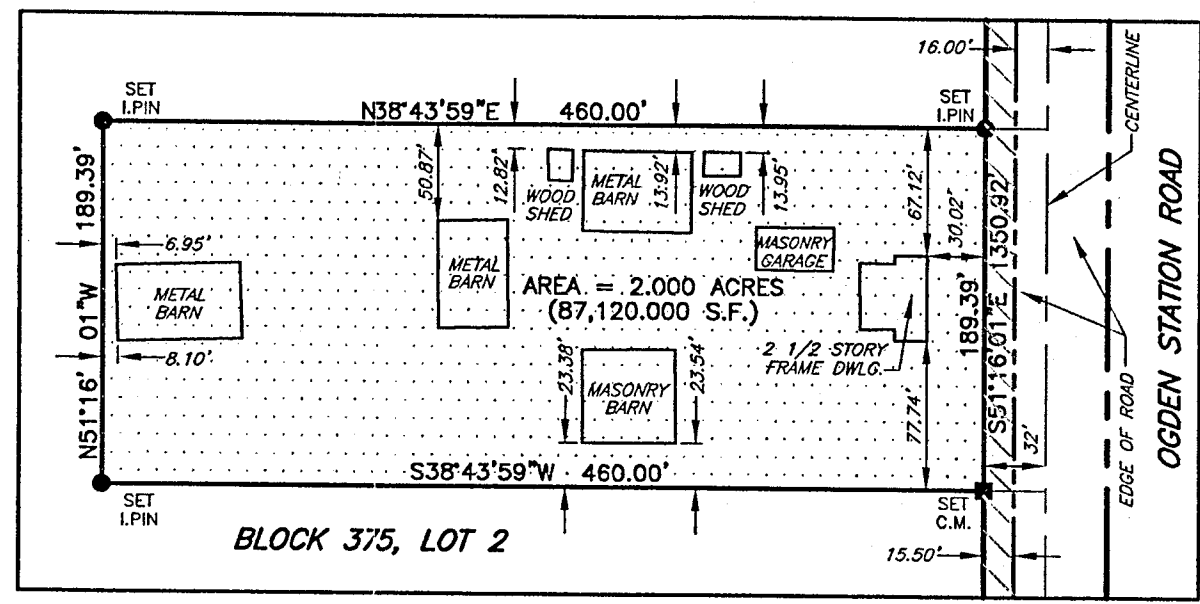 16.00'
CENTERLINE
SET
I.PIN
N38°43'59"E 460.00'
SET
I.PIN
189.39'
N51°16' 01"W
50.87'
12.82'
WOOD
SHED
METAL
BARN
13.92'
WOOD
SHED
13.95'
67.12'
30.02'
6.95'
METAL
BARN
8.10'
METAL
BARN
MASONRY
GARAGE
AREA = 2.000 ACRES
(87,120.000 S.F.)
2 1/2 STORY
FRAME DWLG.
189.39'
S51°16'01"E 1350.92'
23.38'
MASONRY
BARN
23.54'
77.74'
32'
EDGE OF ROAD
OGDEN STATION ROAD
S38°43'59"W 460.00'
SET
I.PIN
SET
C.M.
BLOCK 375, LOT 2
15.50'